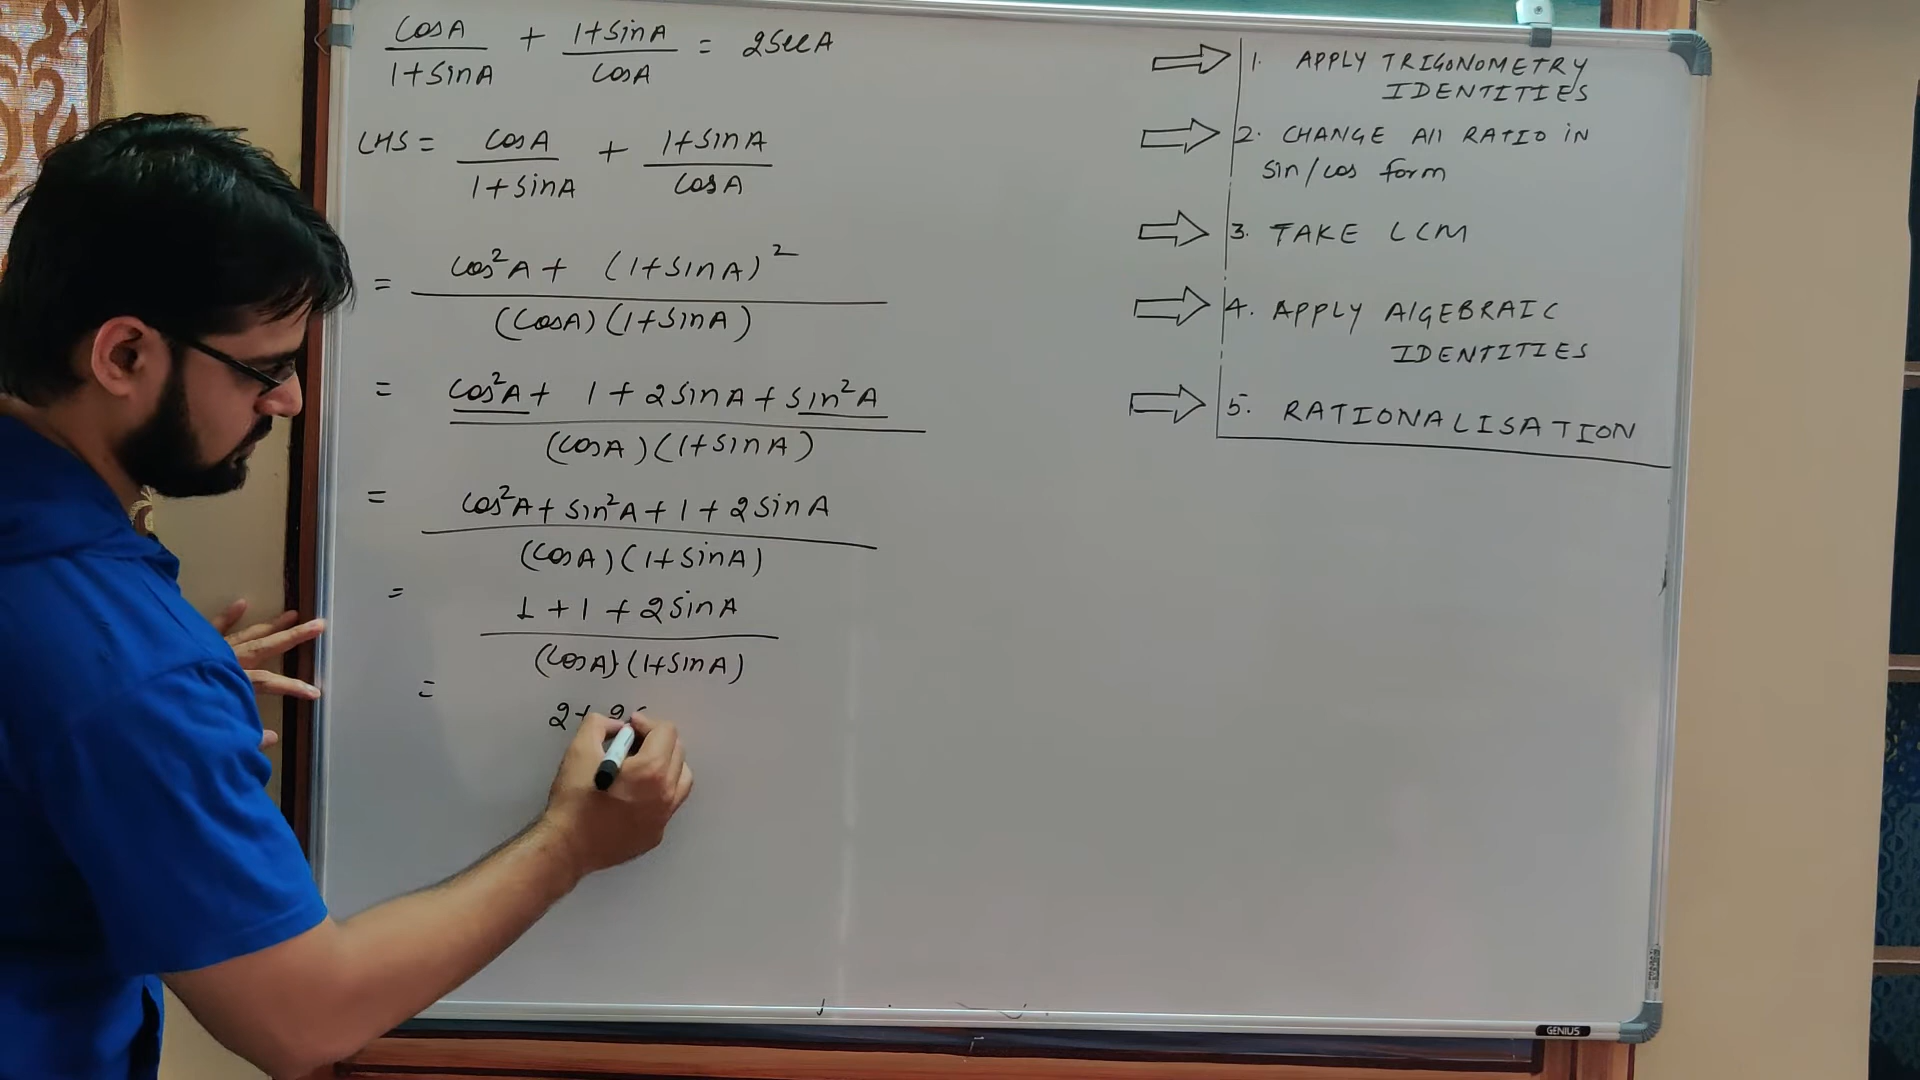 cosA/1+sinA + 1+sinA/cosA = 2secA
LHS = cosA/1+sinA + 1+sinA/cosA
= cos²A + (1+sinA)²/(cosA)(1+sinA)
= cos²A + 1 + 2sinA + sin²A/(cosA)(1+sinA)
= cos²A + sin²A + 1 + 2sinA/(cosA)(1+sinA)
= 1 + 1 + 2sinA/(cosA)(1+sinA)
= 2+ 2
1. APPLY TRIGONOMETRY
IDENTITIES
2. CHANGE All RATIO iN
sin/cos form
3. TAKE LCM
4. APPLY AlGEBRAIC
IDENTITIES
5. RATIONALISATION
GENIUS